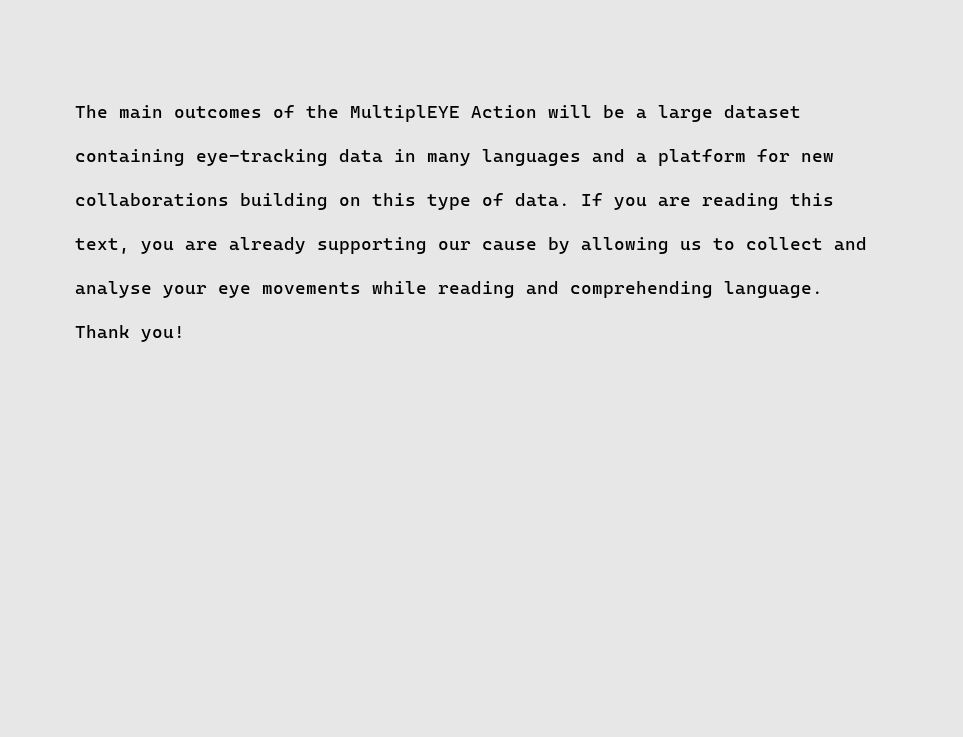 The main outcomes of the MultiplEYE Action will be a large dataset
containing eye-tracking data in many languages and a platform for new
collaborations building on this type of data. If you are reading this
text, you are already supporting our cause by allowing us to collect and
analyse your eye movements while reading and comprehending language.
Thank you!